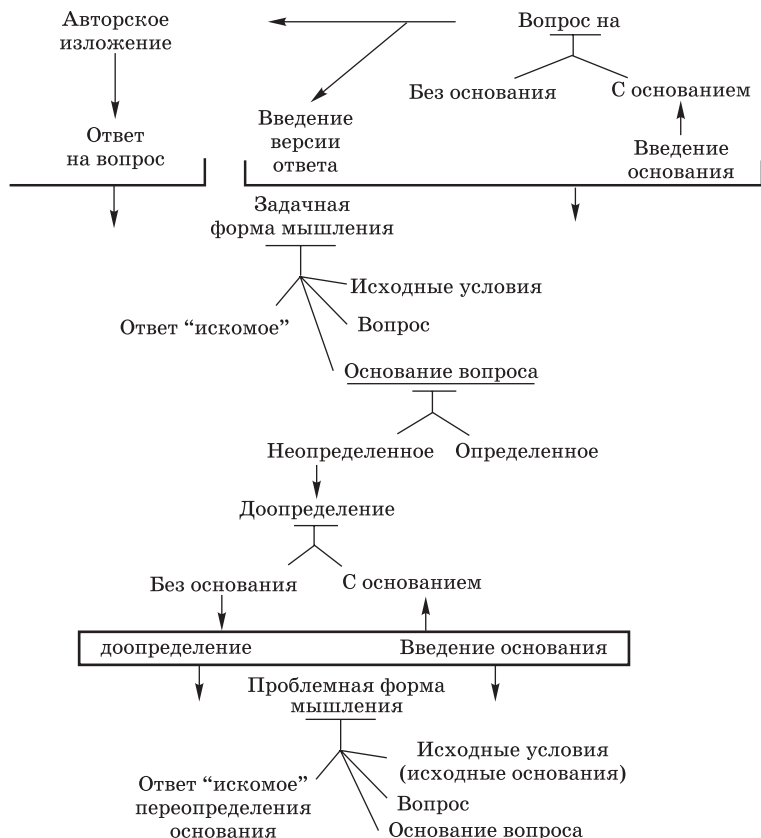 Авторское
изложение
Вопрос на
Без основания
С основанием
Введение
версии
ответа
Ответ
на вопрос
Введение
основания
Задачная
форма мышления
Исходные условия
Ответ “искомое”
Вопрос
Основание вопроса
Неопределенное
Определенное
Доопределение
Без основания
С основанием
доопределение
Введение основания
Проблемная форма
мышления
Исходные условия
(исходные основания)
Ответ “искомое”
переопределения
основания
Вопрос
Основание вопроса